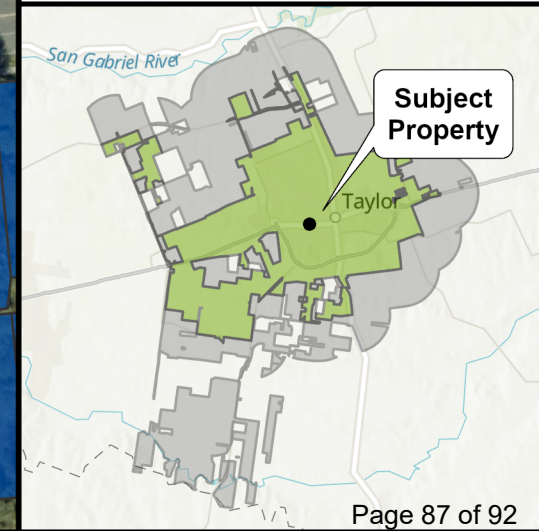 San Gabriel River
Subject
Property
Taylor
Page 87 of 92